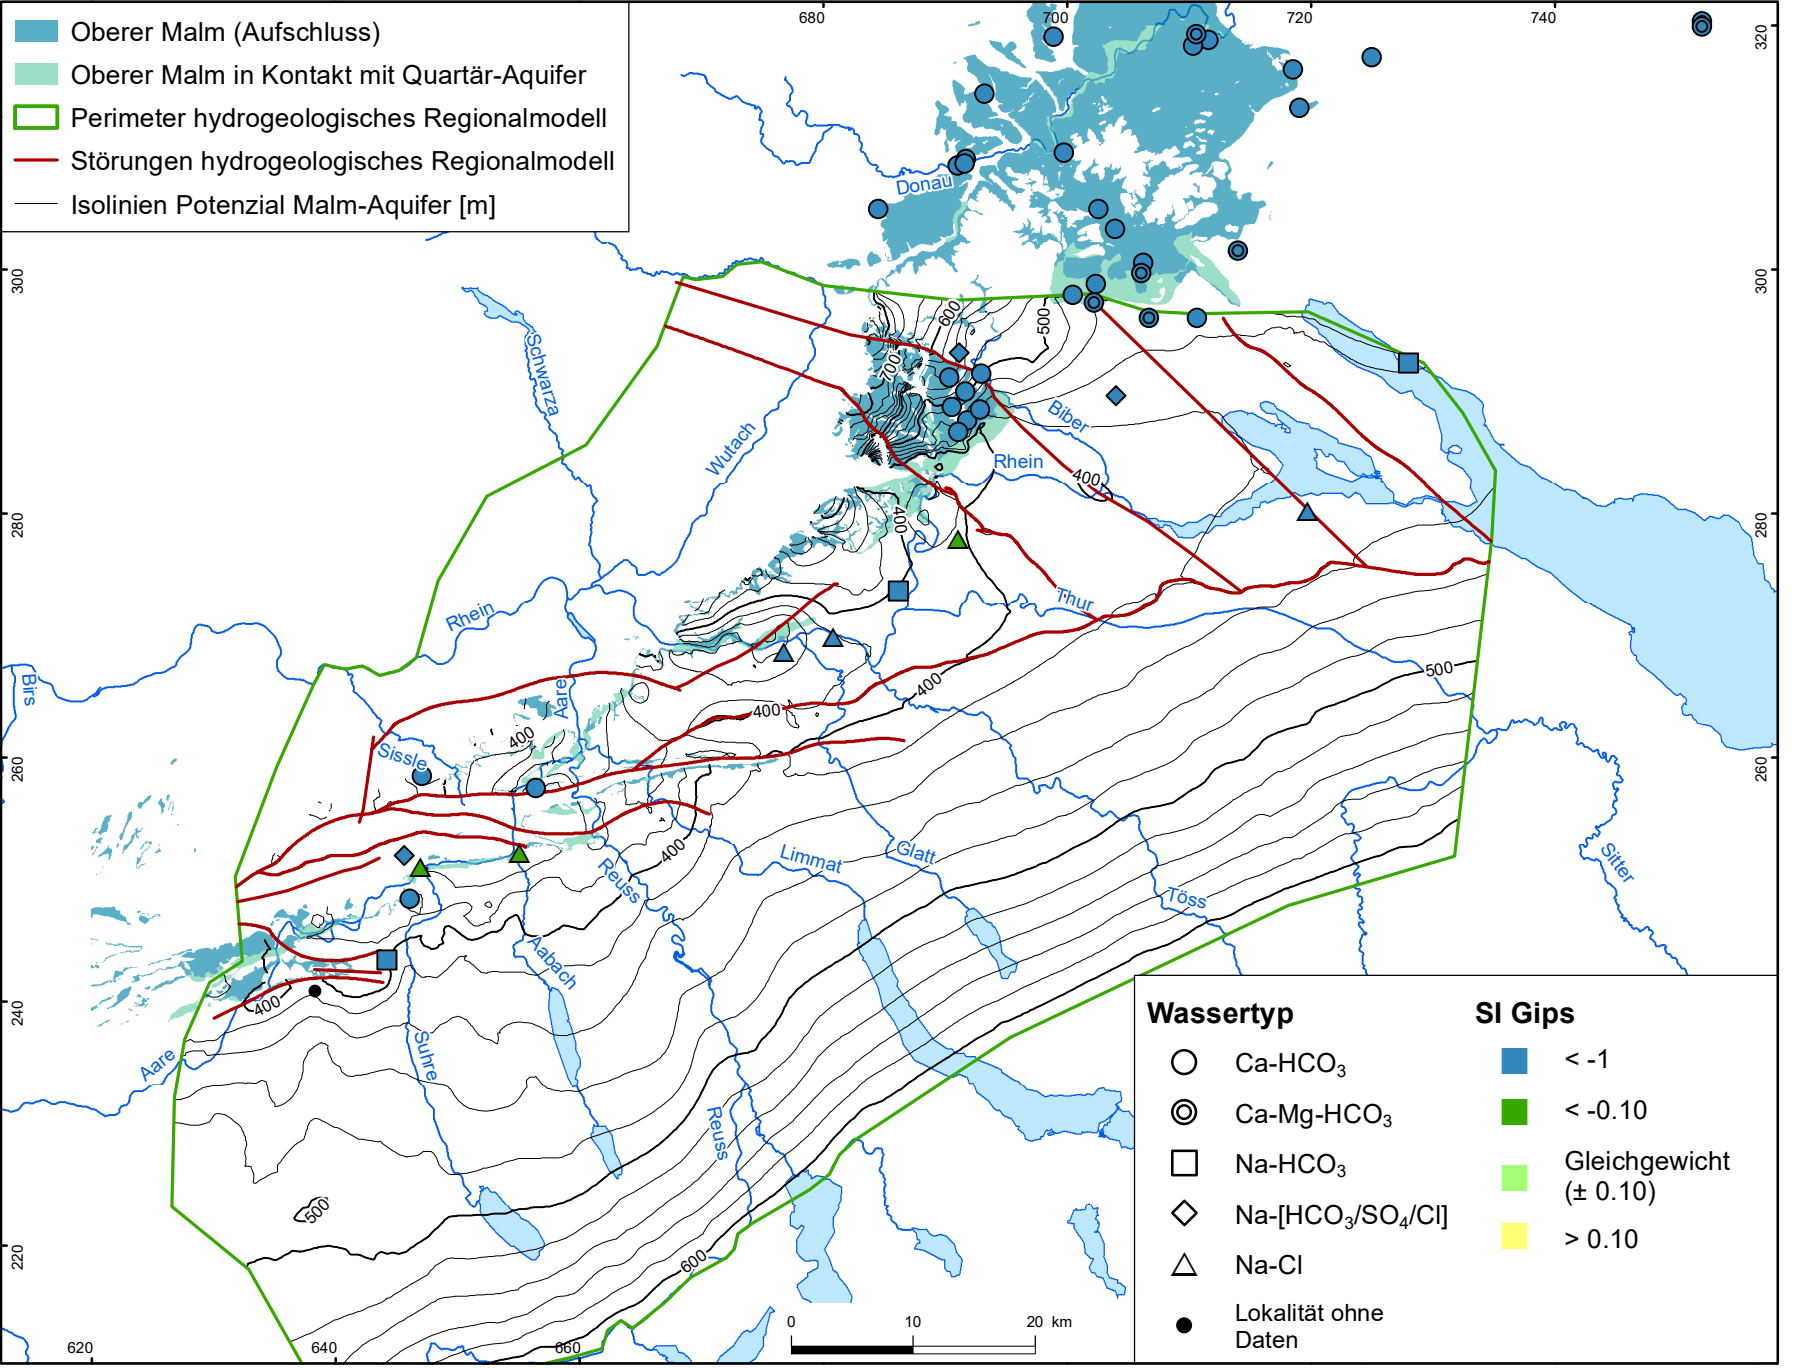 Oberer Malm (Aufschluss)
Oberer Malm in Kontakt mit Quartär-Aquifer
Perimeter hydrogeologisches Regionalmodell
Störungen hydrogeologisches Regionalmodell
Isolinien Potenzial Malm-Aquifer [m]
680
700
720
740
320
Donau
300
300
600
500
700
Schwarza
Wutach
Biber
Rhein
400
280
400
280
Rhein
Thur
Birs
Aare
500
400
400
400
Sissle
260
260
400
Limmat
Glatt
Reuss
Töss
Sitter
Aabach
240
400
Aare
Suhre
Reuss
500
220
600
620
640
660
0 10 20 km
Wassertyp
Ca-HCO₃
Ca-Mg-HCO₃
Na-HCO₃
Na-[HCO₃/SO₄/Cl]
Na-Cl
Lokalität ohne
Daten
SI Gips
< -1
< -0.10
Gleichgewicht
(± 0.10)
> 0.10